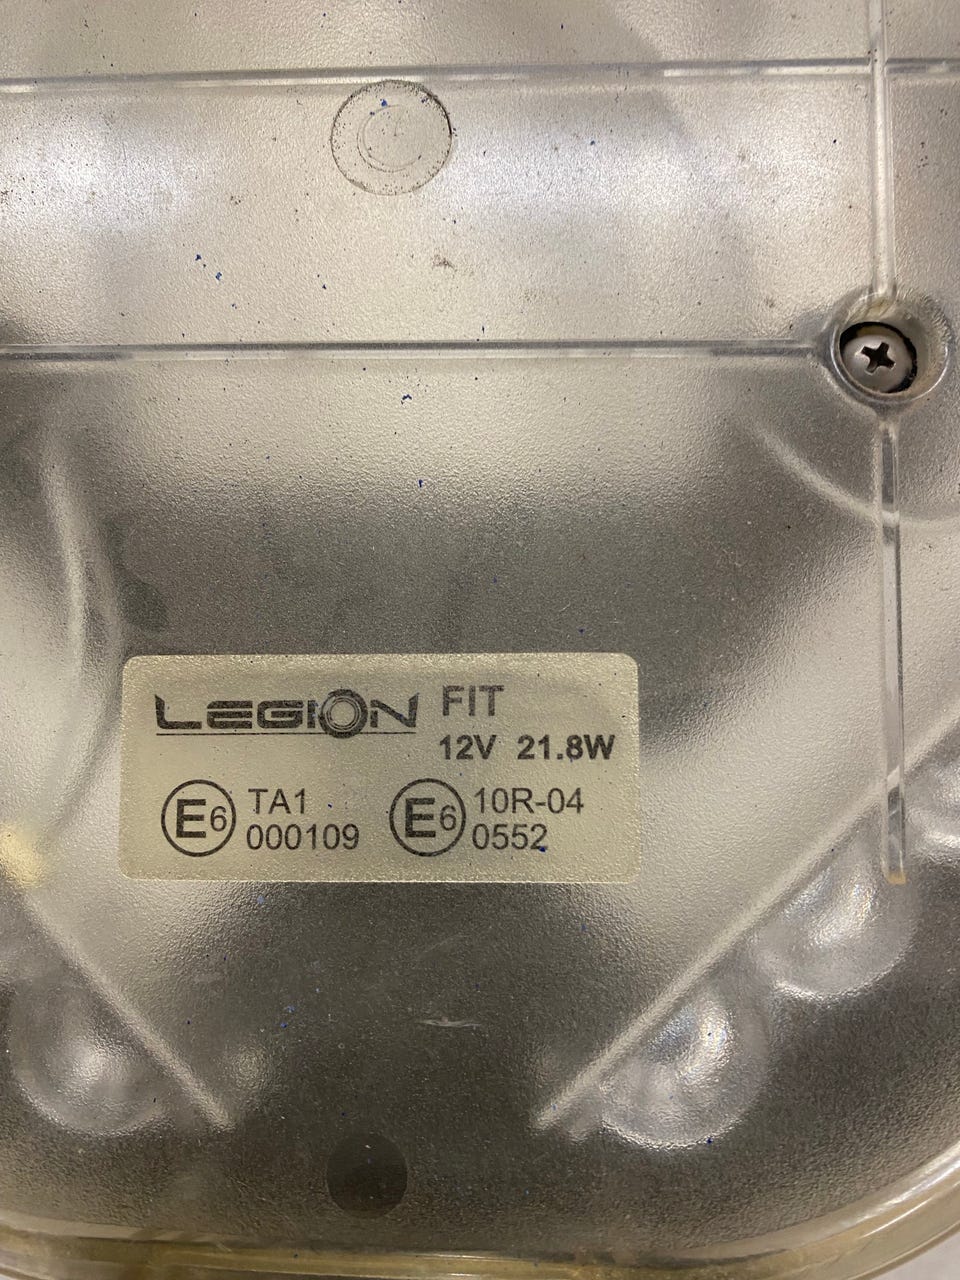 LEGION FIT
12V 21.8W
E6 TA1 E6 10R-04
000109 0552